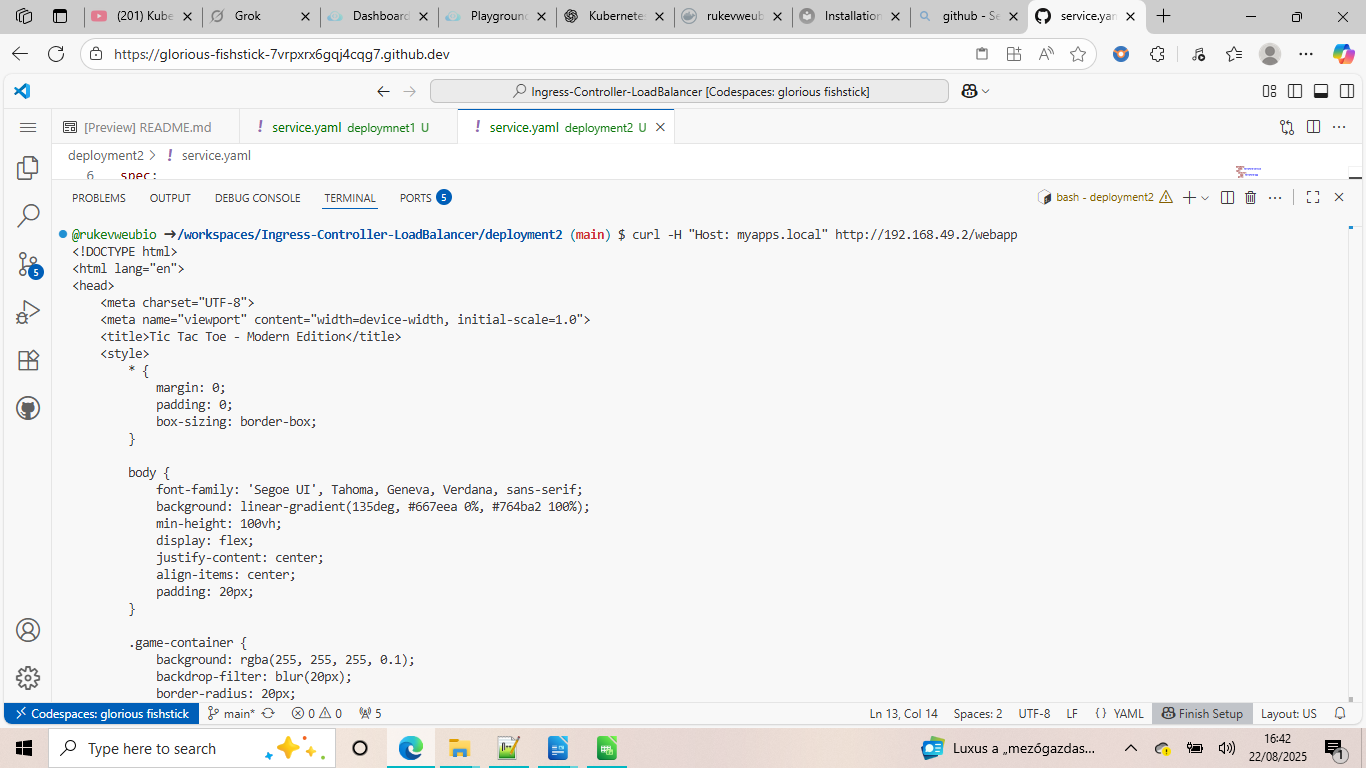 (201) Kube
Grok
Dashboard
Playground
Kubernete
rukevweub
Installation
github - Se
service.yam
https://glorious-fishstick-7vrpxrx6gqj4cqg7.github.dev
Ingress-Controller-LoadBalancer [Codespaces: glorious fishstick]
[Preview] README.md
! service.yaml deploymnet1 U
! service.yaml deployment2 U
deployment2 > ! service.yaml
6 spec:
PROBLEMS OUTPUT DEBUG CONSOLE TERMINAL PORTS 5
bash - deployment2
@rukevweubio ➜/workspaces/Ingress-Controller-LoadBalancer/deployment2 (main) $ curl -H "Host: myapps.local" http://192.168.49.2/webapp
<!DOCTYPE html>
<html lang="en">
<head>
    <meta charset="UTF-8">
    <meta name="viewport" content="width=device-width, initial-scale=1.0">
    <title>Tic Tac Toe - Modern Edition</title>
    <style>
        * {
            margin: 0;
            padding: 0;
            box-sizing: border-box;
        }
        body {
            font-family: 'Segoe UI', Tahoma, Geneva, Verdana, sans-serif;
            background: linear-gradient(135deg, #667eea 0%, #764ba2 100%);
            min-height: 100vh;
            display: flex;
            justify-content: center;
            align-items: center;
            padding: 20px;
        }
        .game-container {
            background: rgba(255, 255, 255, 0.1);
            backdrop-filter: blur(20px);
            border-radius: 20px;
5
Codespaces: glorious fishstick
main*
0 0
5
Ln 13, Col 14
Spaces: 2
UTF-8
LF
{} YAML
Finish Setup
Layout: US
Type here to search
Luxus a „mezőgazdas...
16:42
22/08/2025
1